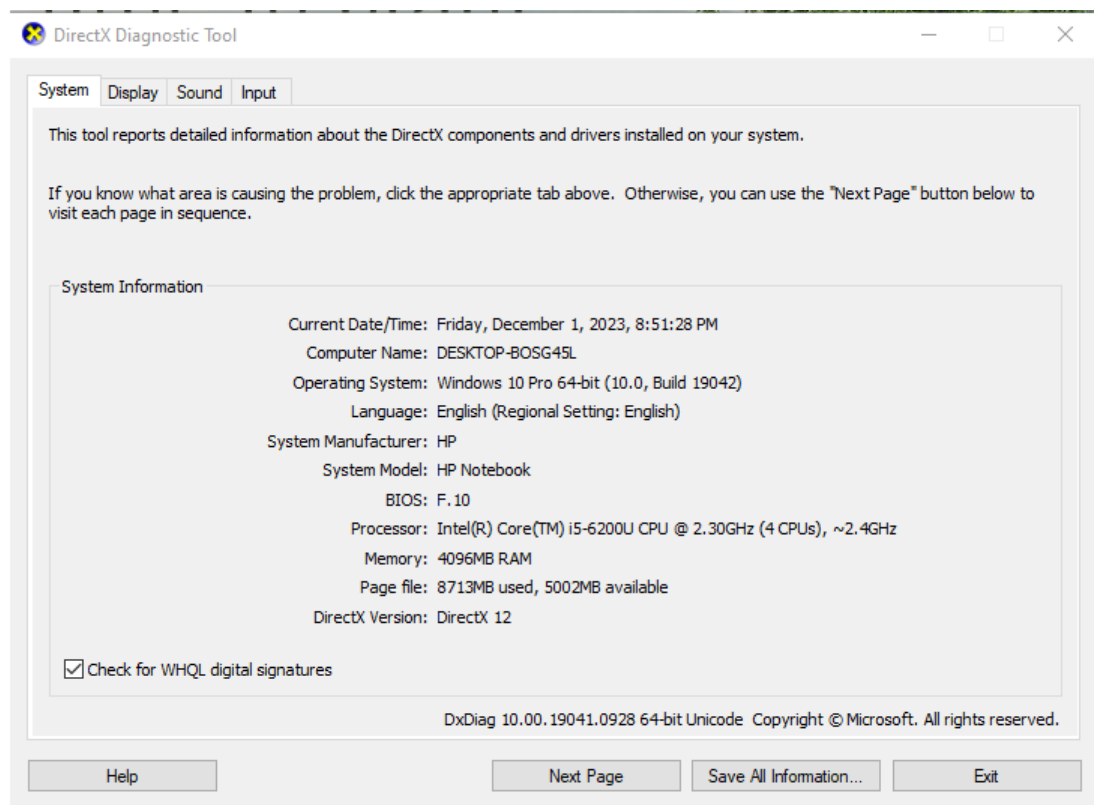 DirectX Diagnostic Tool
System Display Sound Input
This tool reports detailed information about the DirectX components and drivers installed on your system.
If you know what area is causing the problem, click the appropriate tab above. Otherwise, you can use the "Next Page" button below to
visit each page in sequence.
System Information
Current Date/Time: Friday, December 1, 2023, 8:51:28 PM
Computer Name: DESKTOP-BOSG45L
Operating System: Windows 10 Pro 64-bit (10.0, Build 19042)
Language: English (Regional Setting: English)
System Manufacturer: HP
System Model: HP Notebook
BIOS: F.10
Processor: Intel(R) Core(TM) i5-6200U CPU @ 2.30GHz (4 CPUs), ~2.4GHz
Memory: 4096MB RAM
Page file: 8713MB used, 5002MB available
DirectX Version: DirectX 12
Check for WHQL digital signatures
DxDiag 10.00.19041.0928 64-bit Unicode Copyright © Microsoft. All rights reserved.
Help Next Page Save All Information... Exit